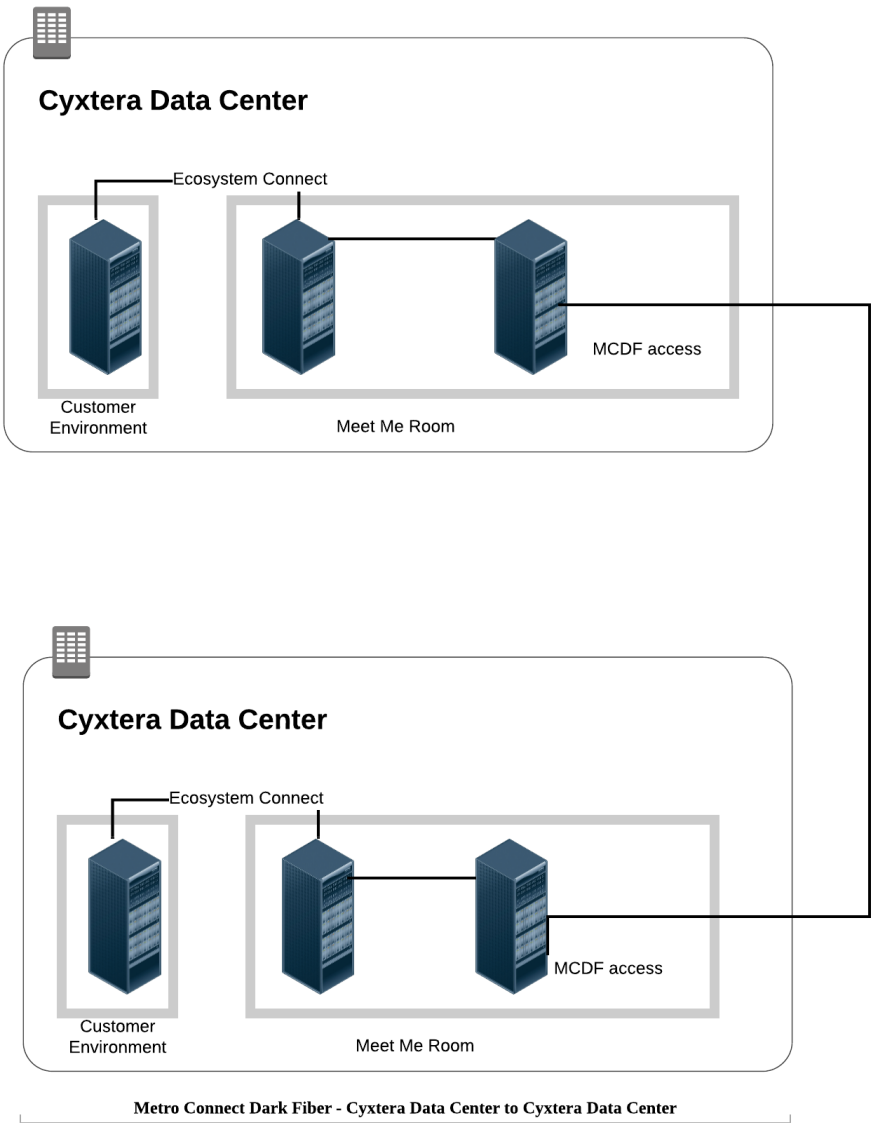 Cyxtera Data Center
Ecosystem Connect
MCDF access
Customer
Environment
Meet Me Room
Cyxtera Data Center
Ecosystem Connect
MCDF access
Customer
Environment
Meet Me Room
Metro Connect Dark Fiber - Cyxtera Data Center to Cyxtera Data Center